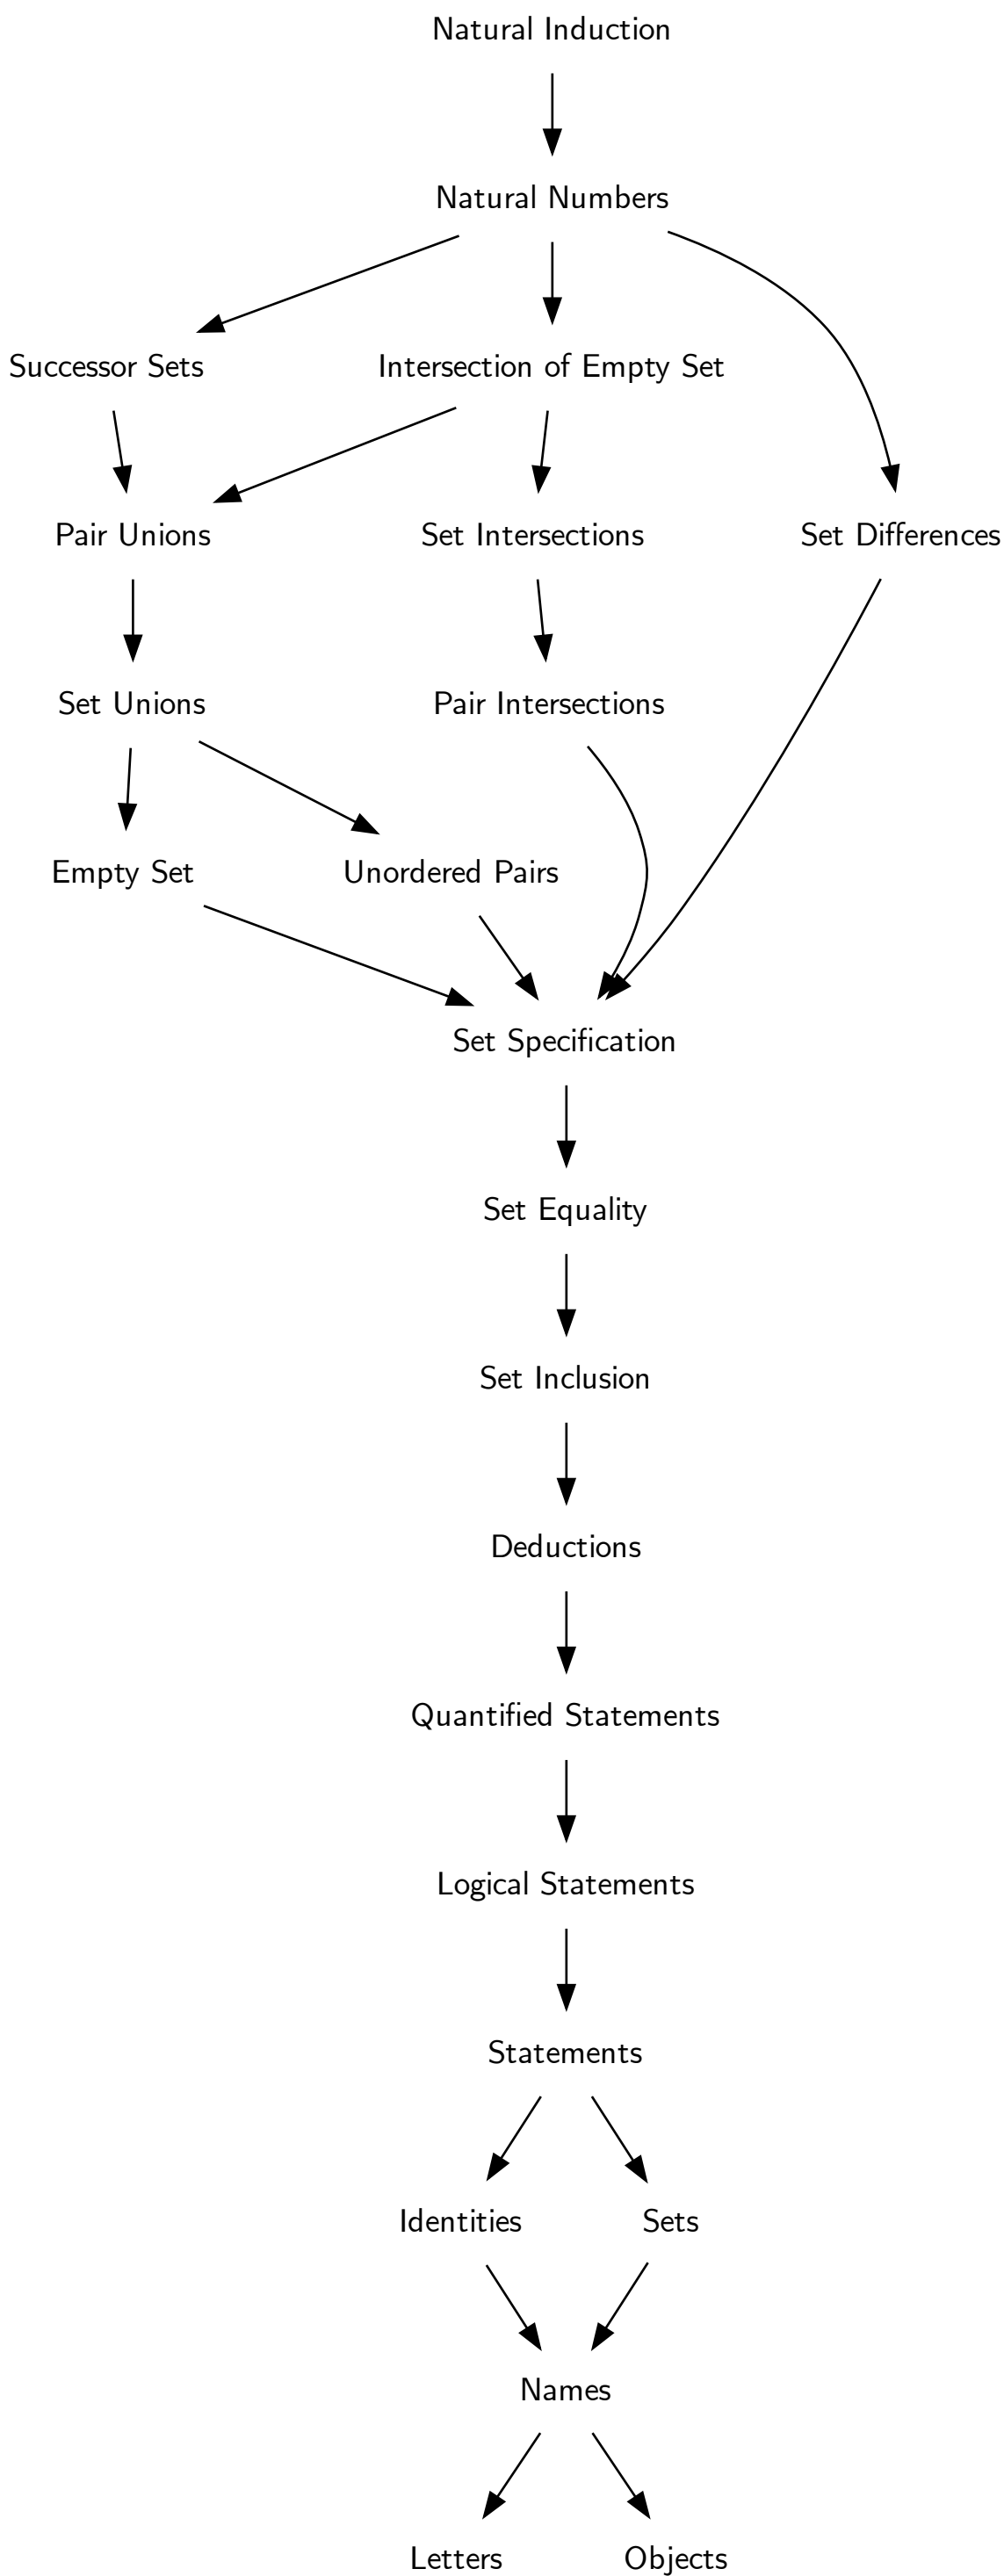 Natural Induction
Natural Numbers
Successor Sets
Intersection of Empty Set
Pair Unions
Set Intersections
Set Differences
Set Unions
Pair Intersections
Empty Set
Unordered Pairs
Set Specification
Set Equality
Set Inclusion
Deductions
Quantified Statements
Logical Statements
Statements
Identities
Sets
Names
Letters
Objects